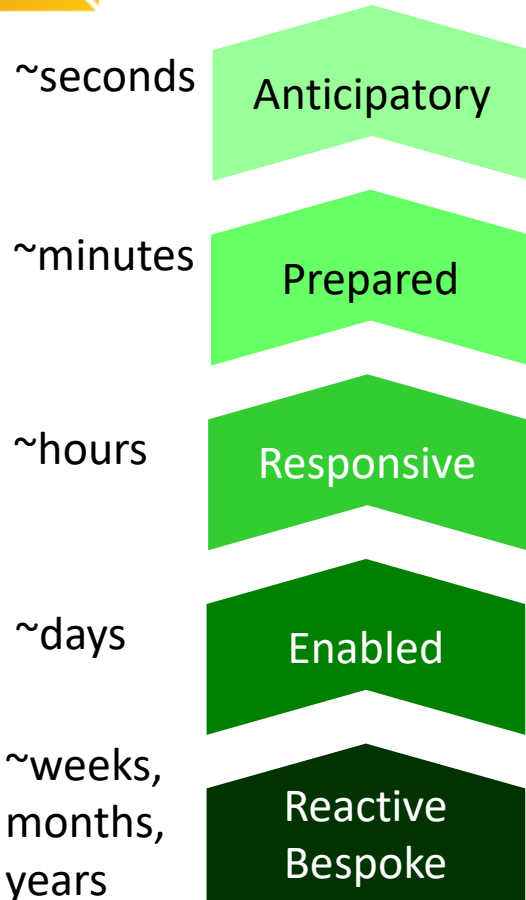 ~seconds
Anticipatory
~minutes
Prepared
~hours
Responsive
~days
Enabled
~weeks,
months,
years
Reactive
Bespoke